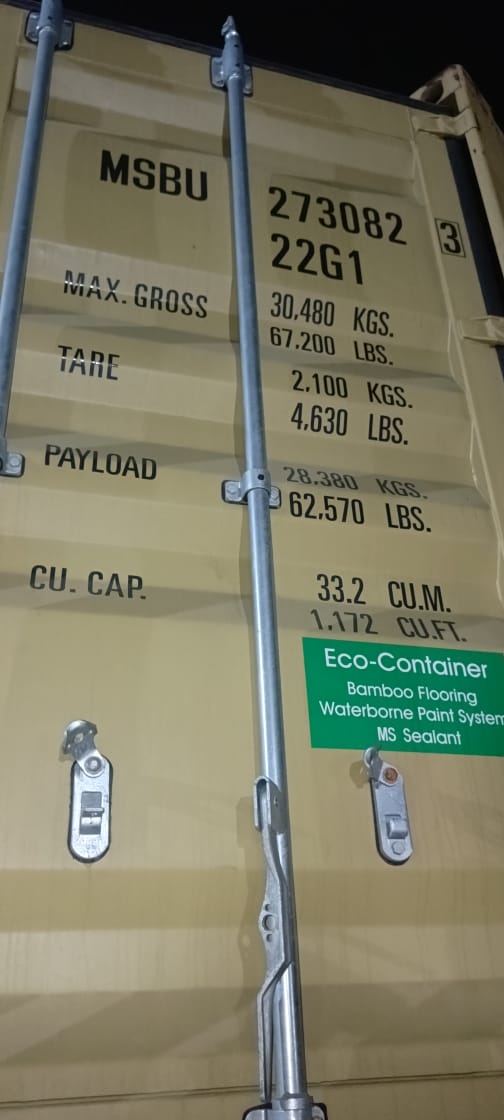 MSBU 273082 3
22G1
MAX. GROSS 30,480 KGS.
67,200 LBS.
TARE 2,100 KGS.
4,630 LBS.
PAYLOAD 28,380 KGS.
62,570 LBS.
CU. CAP. 33.2 CU.M.
1,172 CU.FT.
Eco-Container
Bamboo Flooring
Waterborne Paint System
MS Sealant